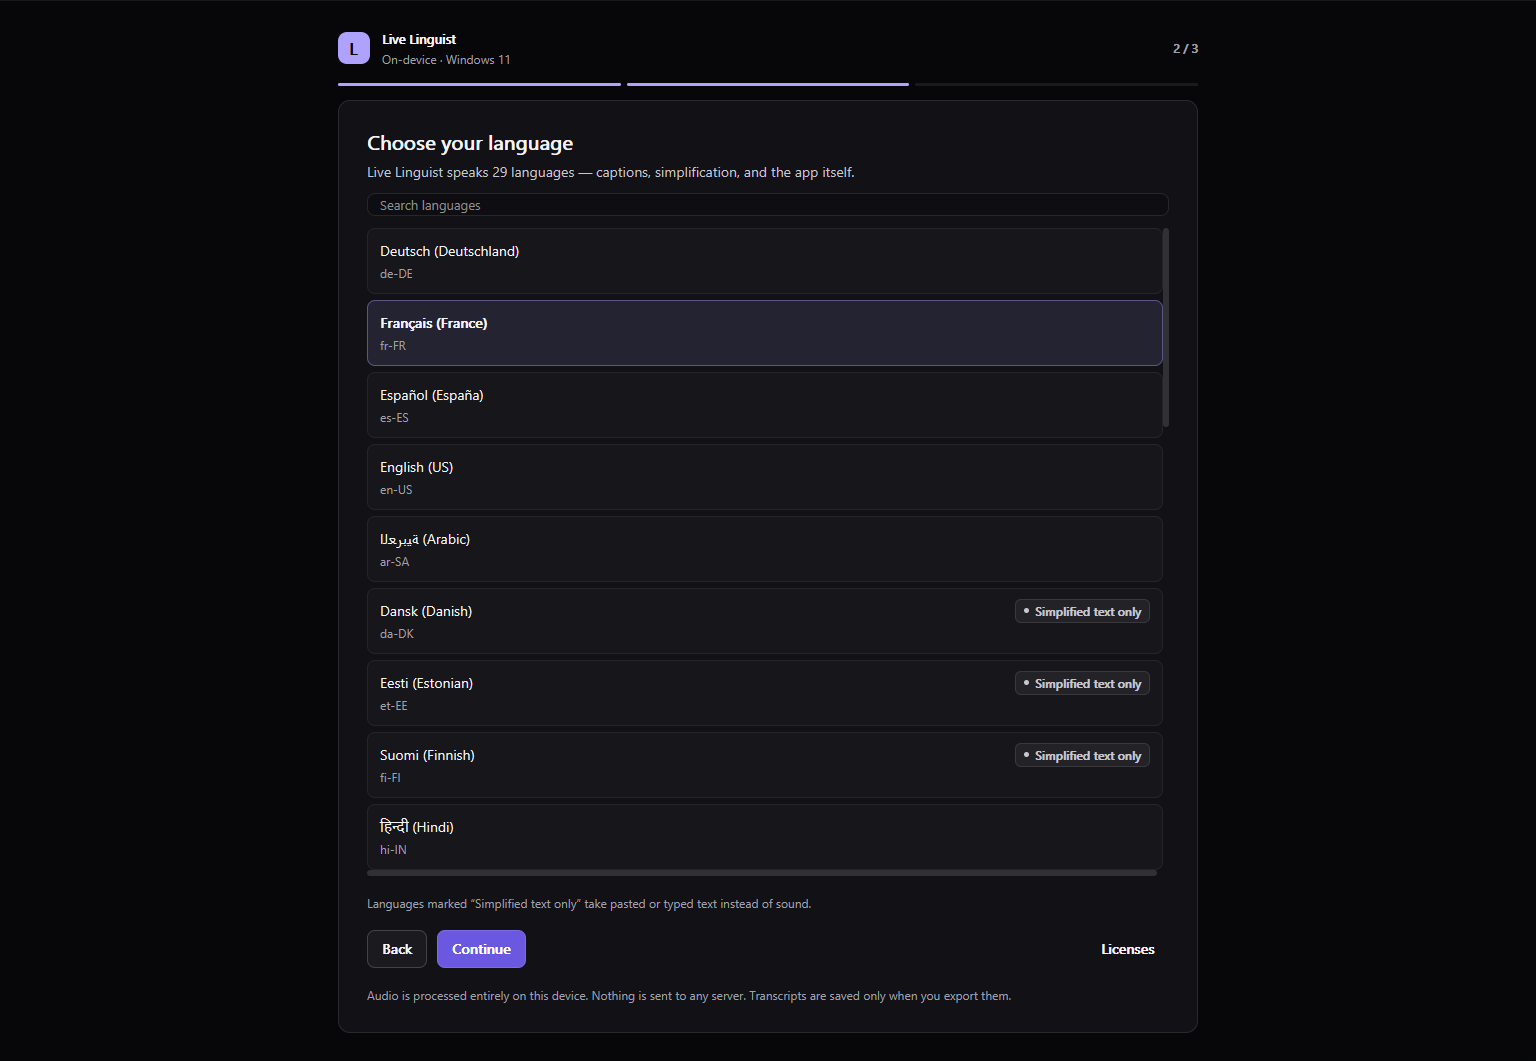 L
Live Linguist
On-device · Windows 11
2 / 3
Choose your language
Live Linguist speaks 29 languages — captions, simplification, and the app itself.
Search languages
Deutsch (Deutschland)
de-DE
Français (France)
fr-FR
Español (España)
es-ES
English (US)
en-US
العربية (Arabic)
ar-SA
Dansk (Danish)
• Simplified text only
da-DK
Eesti (Estonian)
• Simplified text only
et-EE
Suomi (Finnish)
• Simplified text only
fi-FI
हिन्दी (Hindi)
hi-IN
Languages marked “Simplified text only” take pasted or typed text instead of sound.
Back
Continue
Licenses
Audio is processed entirely on this device. Nothing is sent to any server. Transcripts are saved only when you export them.